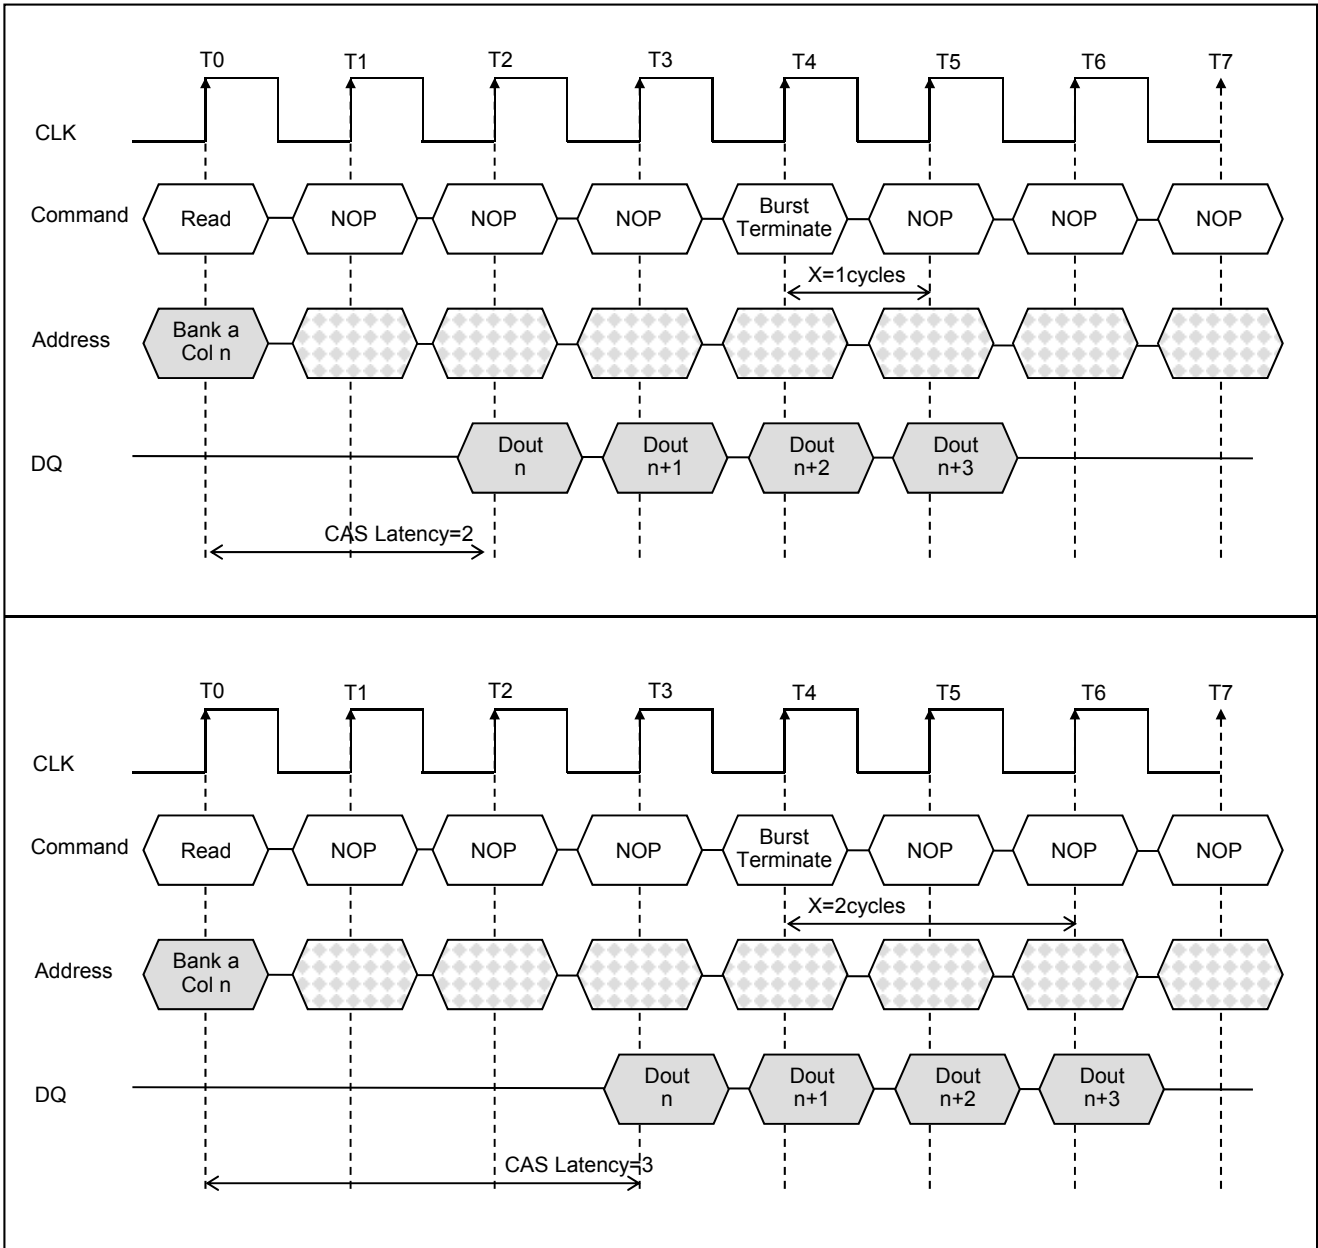 T0 T1 T2 T3 T4 T5 T6 T7
CLK
Command Read NOP NOP NOP Burst Terminate NOP NOP NOP
X=1cycles
Address Bank a Col n
DQ Dout n Dout n+1 Dout n+2 Dout n+3
CAS Latency=2
T0 T1 T2 T3 T4 T5 T6 T7
CLK
Command Read NOP NOP NOP Burst Terminate NOP NOP NOP
X=2cycles
Address Bank a Col n
DQ Dout n Dout n+1 Dout n+2 Dout n+3
CAS Latency=3